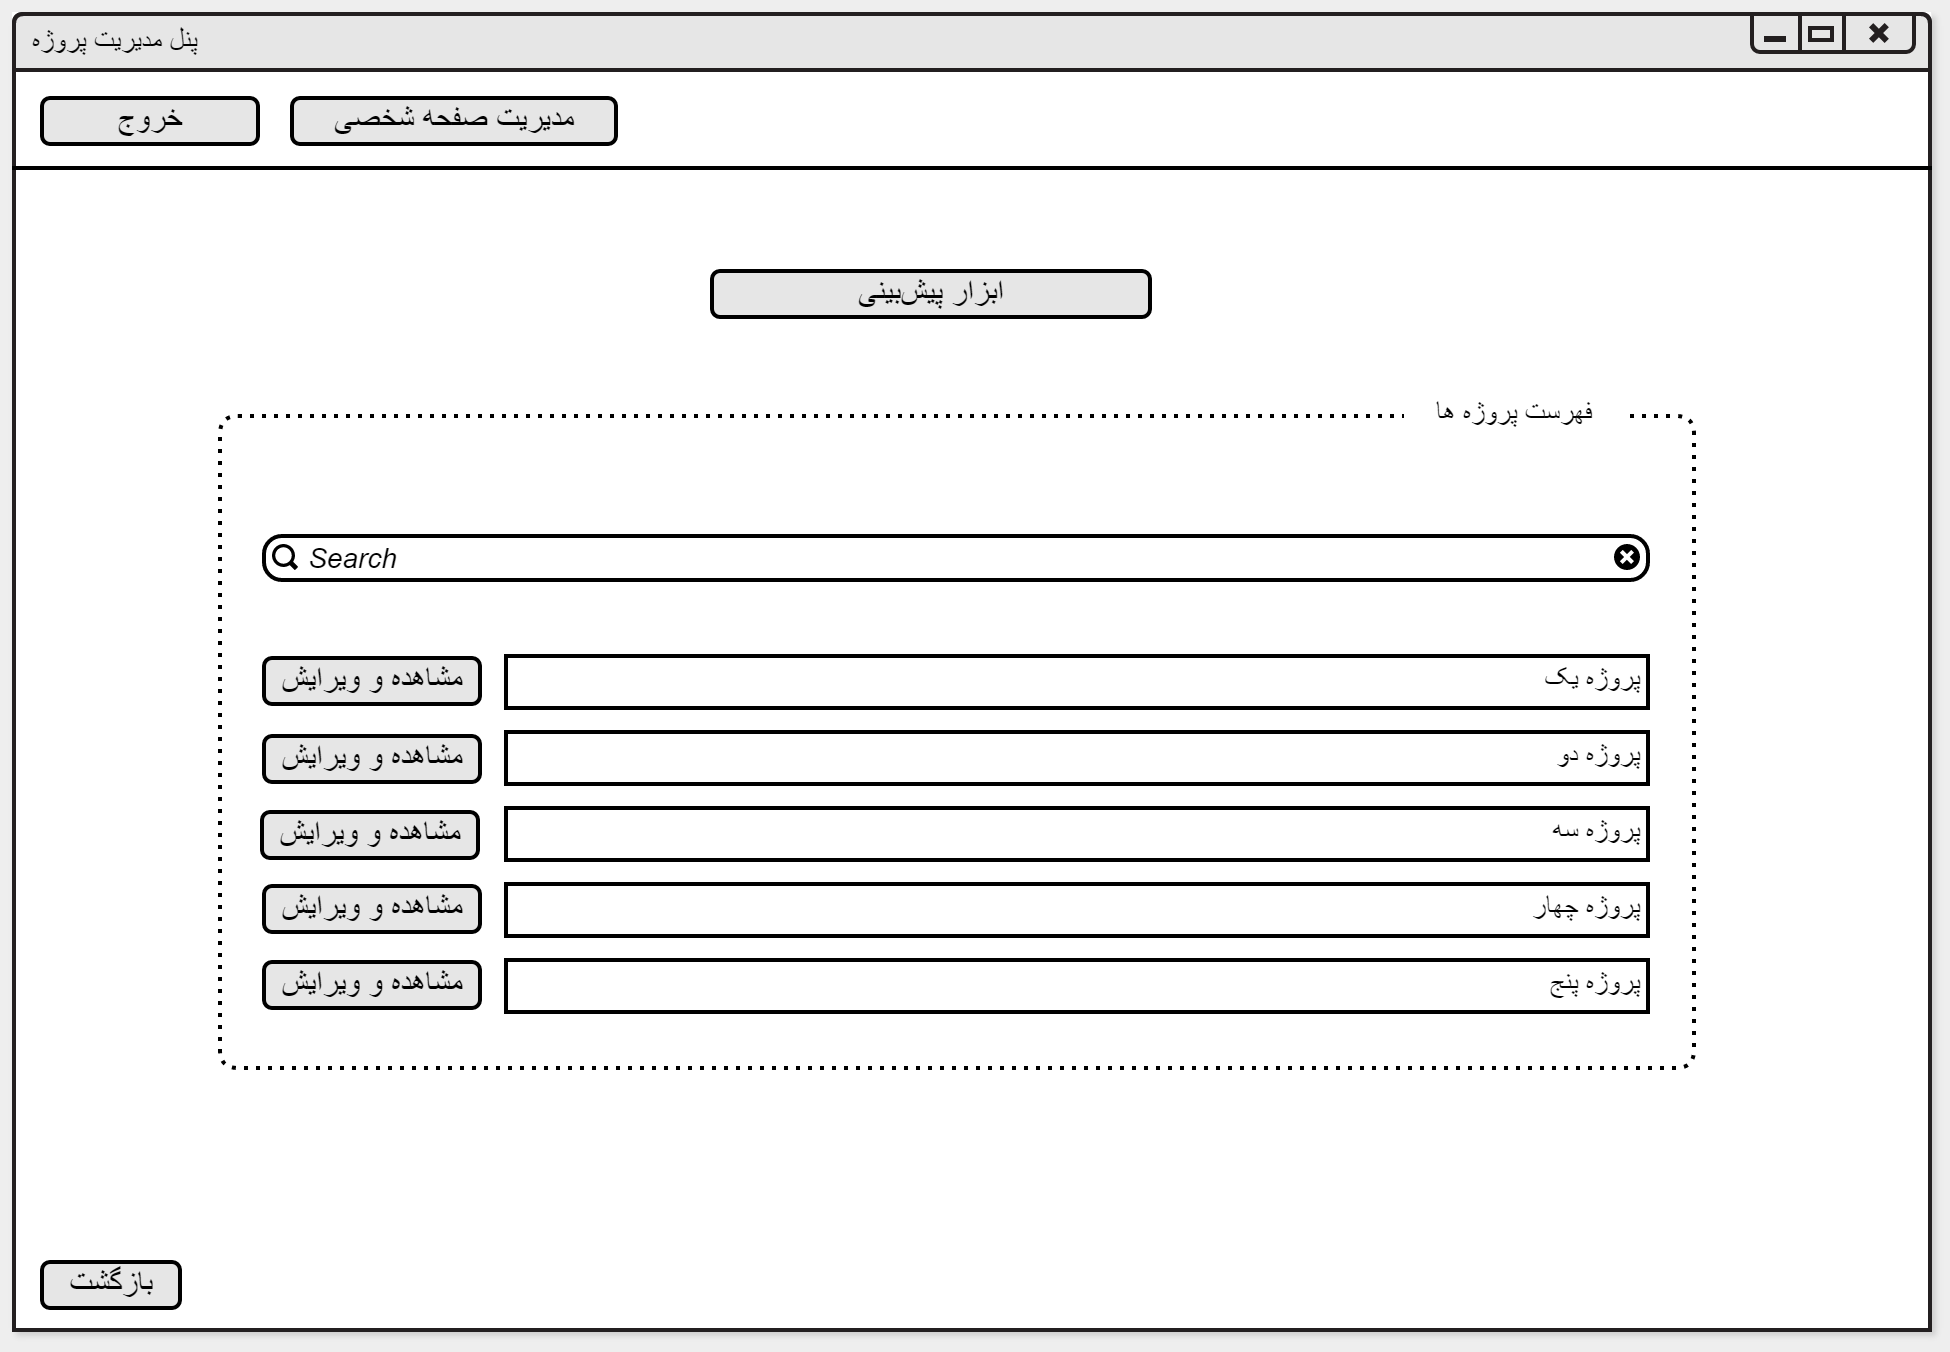 پنل مدیریت پروژه
مدیریت صفحه شخصی
خروج
ابزار پیش‌بینی
فهرست پروژه ها
Search
پروژه یک
مشاهده و ویرایش
پروژه دو
مشاهده و ویرایش
پروژه سه
مشاهده و ویرایش
پروژه چهار
مشاهده و ویرایش
پروژه پنج
مشاهده و ویرایش
بازگشت